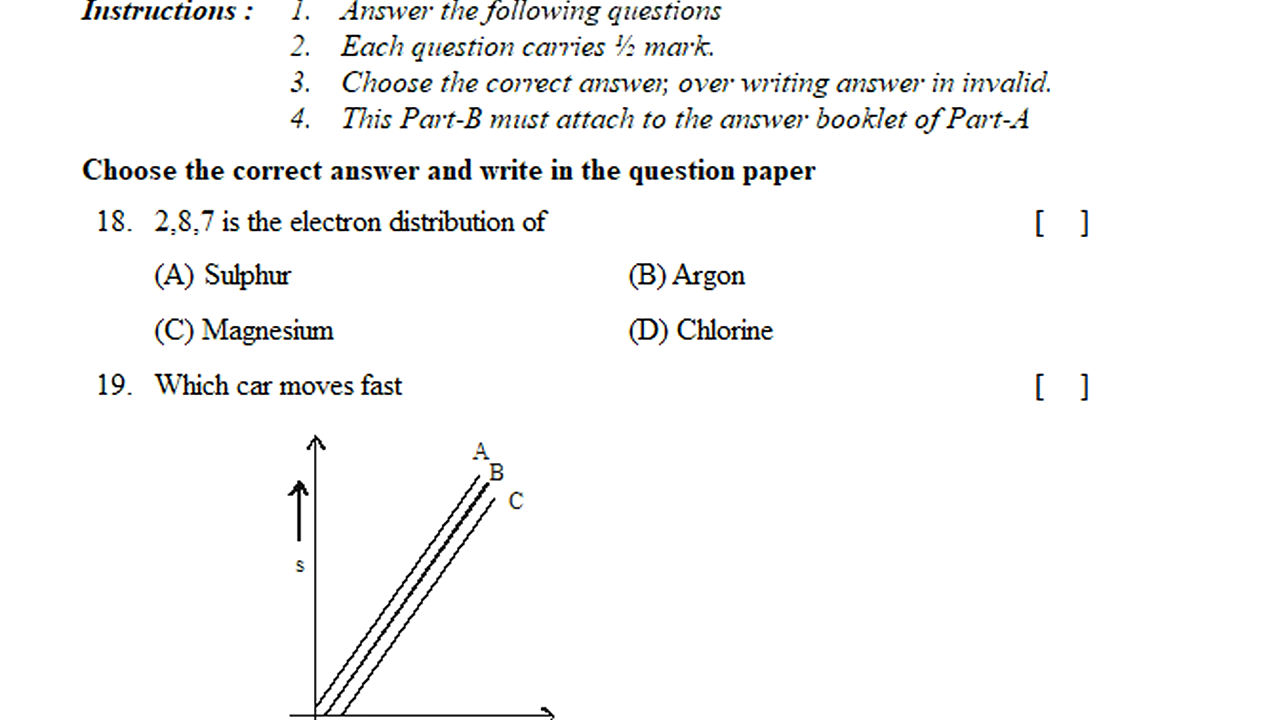 Instructions : 1. Answer the following questions
2. Each question carries ½ mark.
3. Choose the correct answer, over writing answer in invalid.
4. This Part-B must attach to the answer booklet of Part-A
Choose the correct answer and write in the question paper
18. 2,8,7 is the electron distribution of [ ]
(A) Sulphur (B) Argon
(C) Magnesium (D) Chlorine
19. Which car moves fast [ ]
A
B
C
s